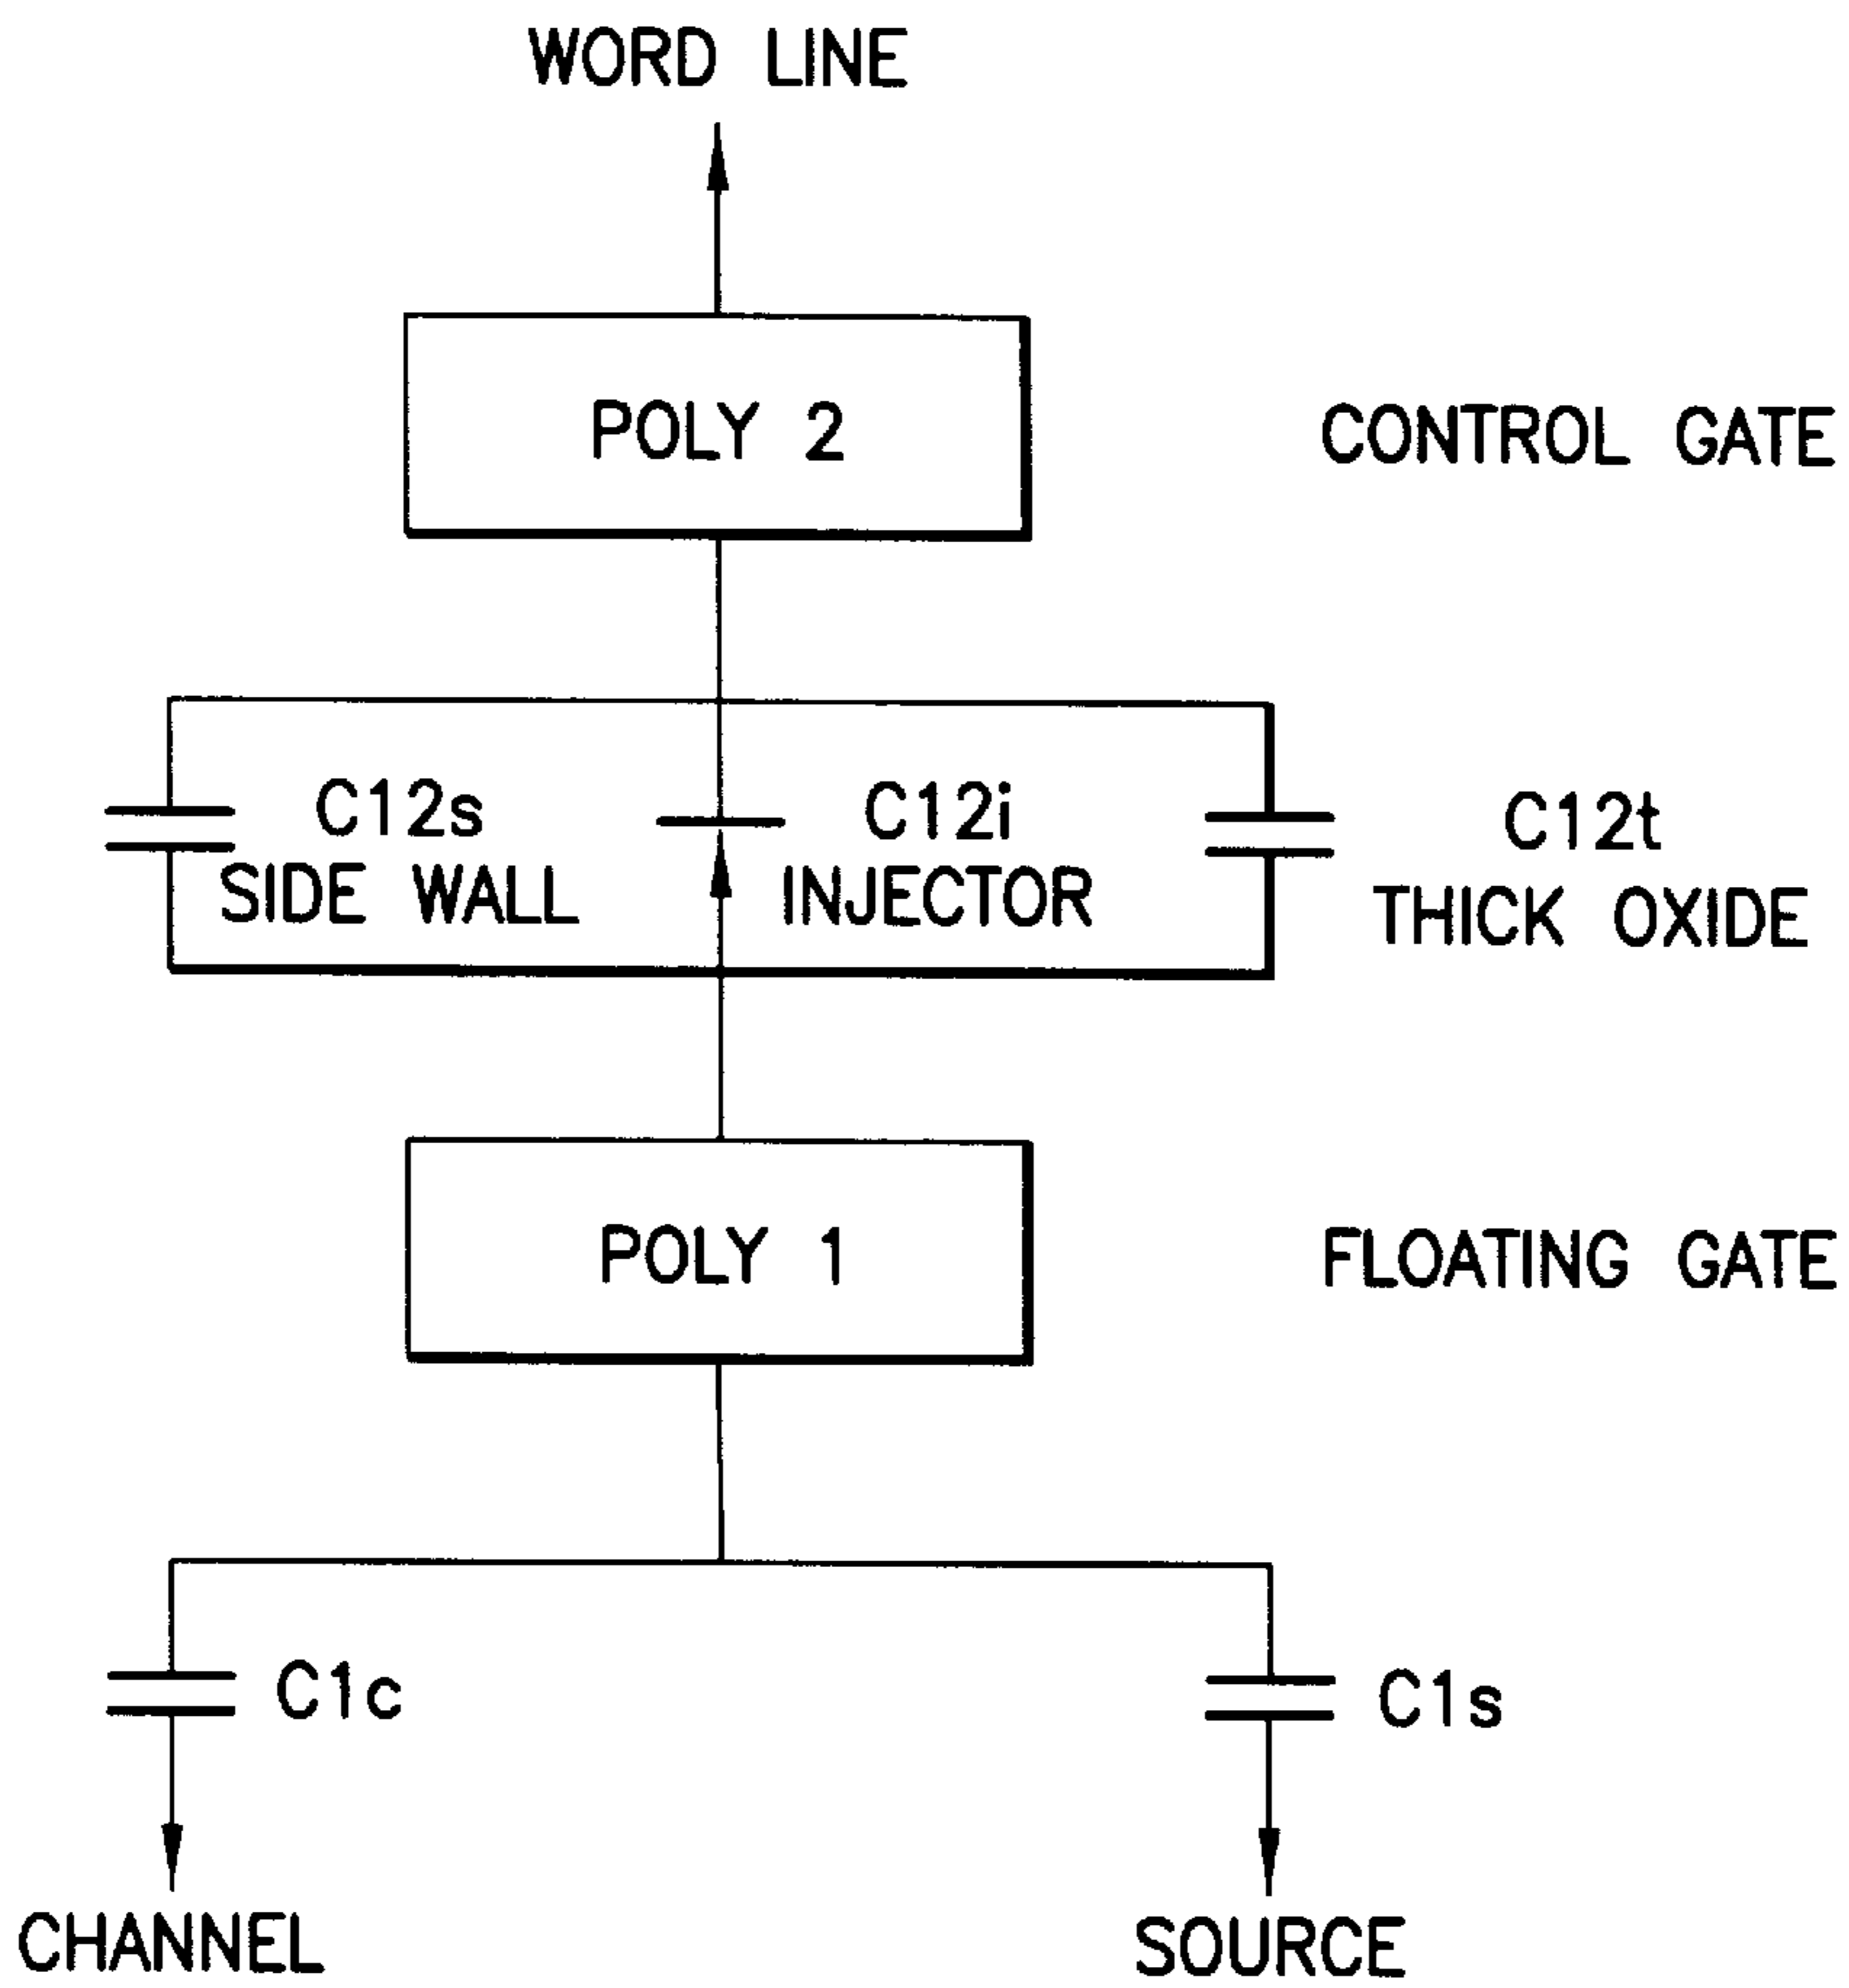 WORD LINE
POLY 2
CONTROL GATE
C12s
SIDE WALL
C12i
INJECTOR
C12t
THICK OXIDE
POLY 1
FLOATING GATE
C1c
C1s
CHANNEL
SOURCE